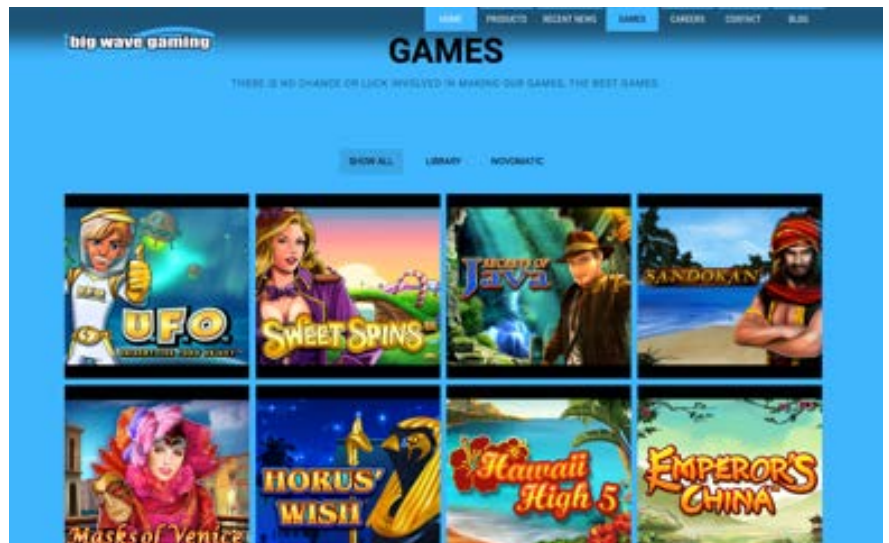 big wave gaming
HOME PRODUCTS RECENT NEWS GAMES CAREERS CONTACT BLOG
GAMES
THERE IS NO CHANCE OR LUCK INVOLVED IN MAKING OUR GAMES, THE BEST GAMES.
SHOW ALL LIBRARY NOVOMATIC
U.F.O.
SWEET SPINS
SECRETS OF
Java
SANDOKAN
Masks of Venice
HORUS'
WISH
Hawaii
High 5
EMPEROR'S
CHINA